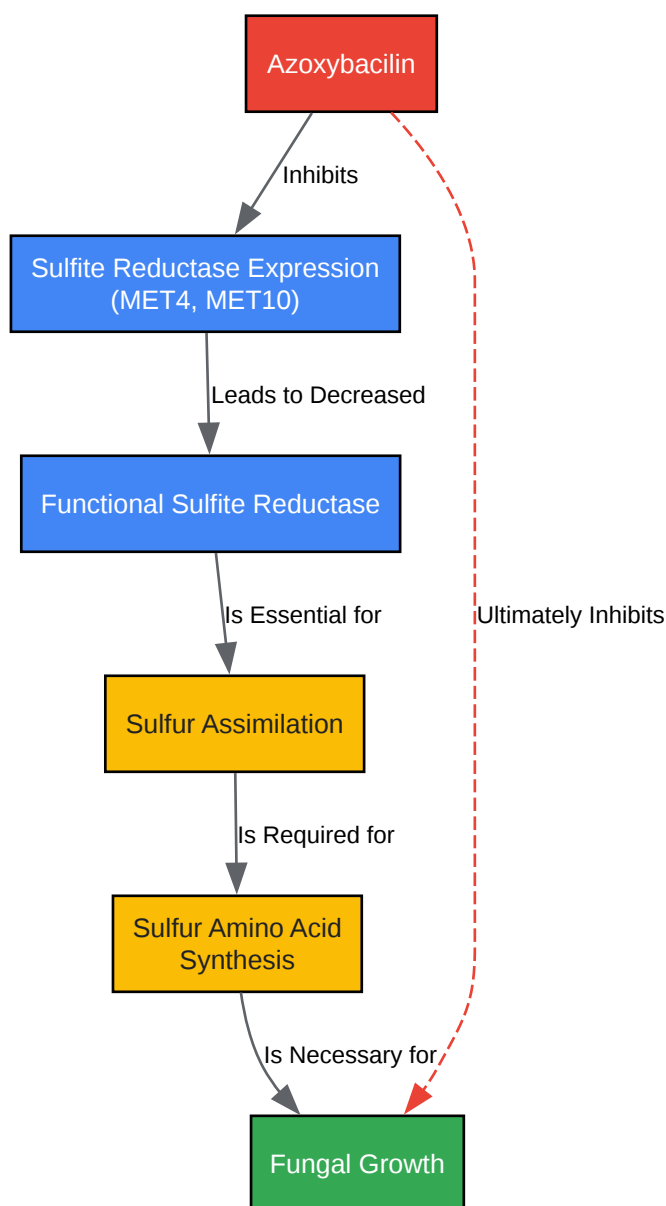 Azoxybacilin
Inhibits
Sulfite Reductase Expression
(MET4, MET10)
Leads to Decreased
Functional Sulfite Reductase
Is Essential for
Ultimately Inhibits
Sulfur Assimilation
Is Required for
Sulfur Amino Acid
Synthesis
Is Necessary for
Fungal Growth